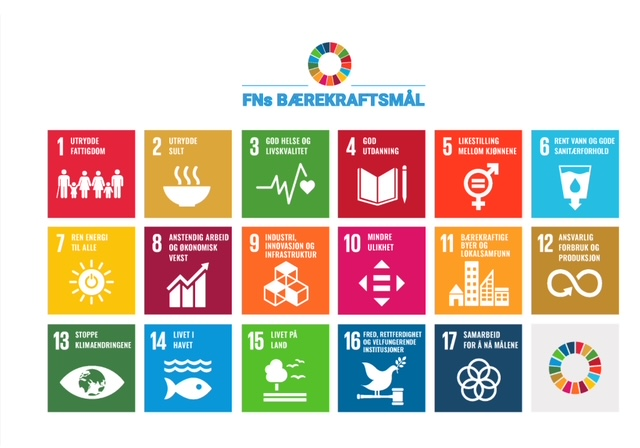 FNs BÆREKRAFTSMÅL
1 UTRYDDE
FATTIGDOM
2 UTRYDDE
SULT
3 GOD HELSE OG
LIVSKVALITET
4 GOD
UTDANNING
5 LIKESTILLING
MELLOM KJØNNENE
6 RENT VANN OG GODE
SANITÆRFORHOLD
7 REN ENERGI
TIL ALLE
8 ANSTENDIG ARBEID
OG ØKONOMISK
VEKST
9 INDUSTRI,
INNOVASJON OG
INFRASTRUKTUR
10 MINDRE
ULIKHET
11 BÆREKRAFTIGE
BYER OG
LOKALSAMFUNN
12 ANSVARLIG
FORBRUK OG
PRODUKSJON
13 STOPPE
KLIMAENDRINGENE
14 LIVET I
HAVET
15 LIVET PÅ
LAND
16 FRED, RETTFERDIGHET
OG VELFUNGERENDE
INSTITUSJONER
17 SAMARBEID
FOR Å NÅ MÅLENE